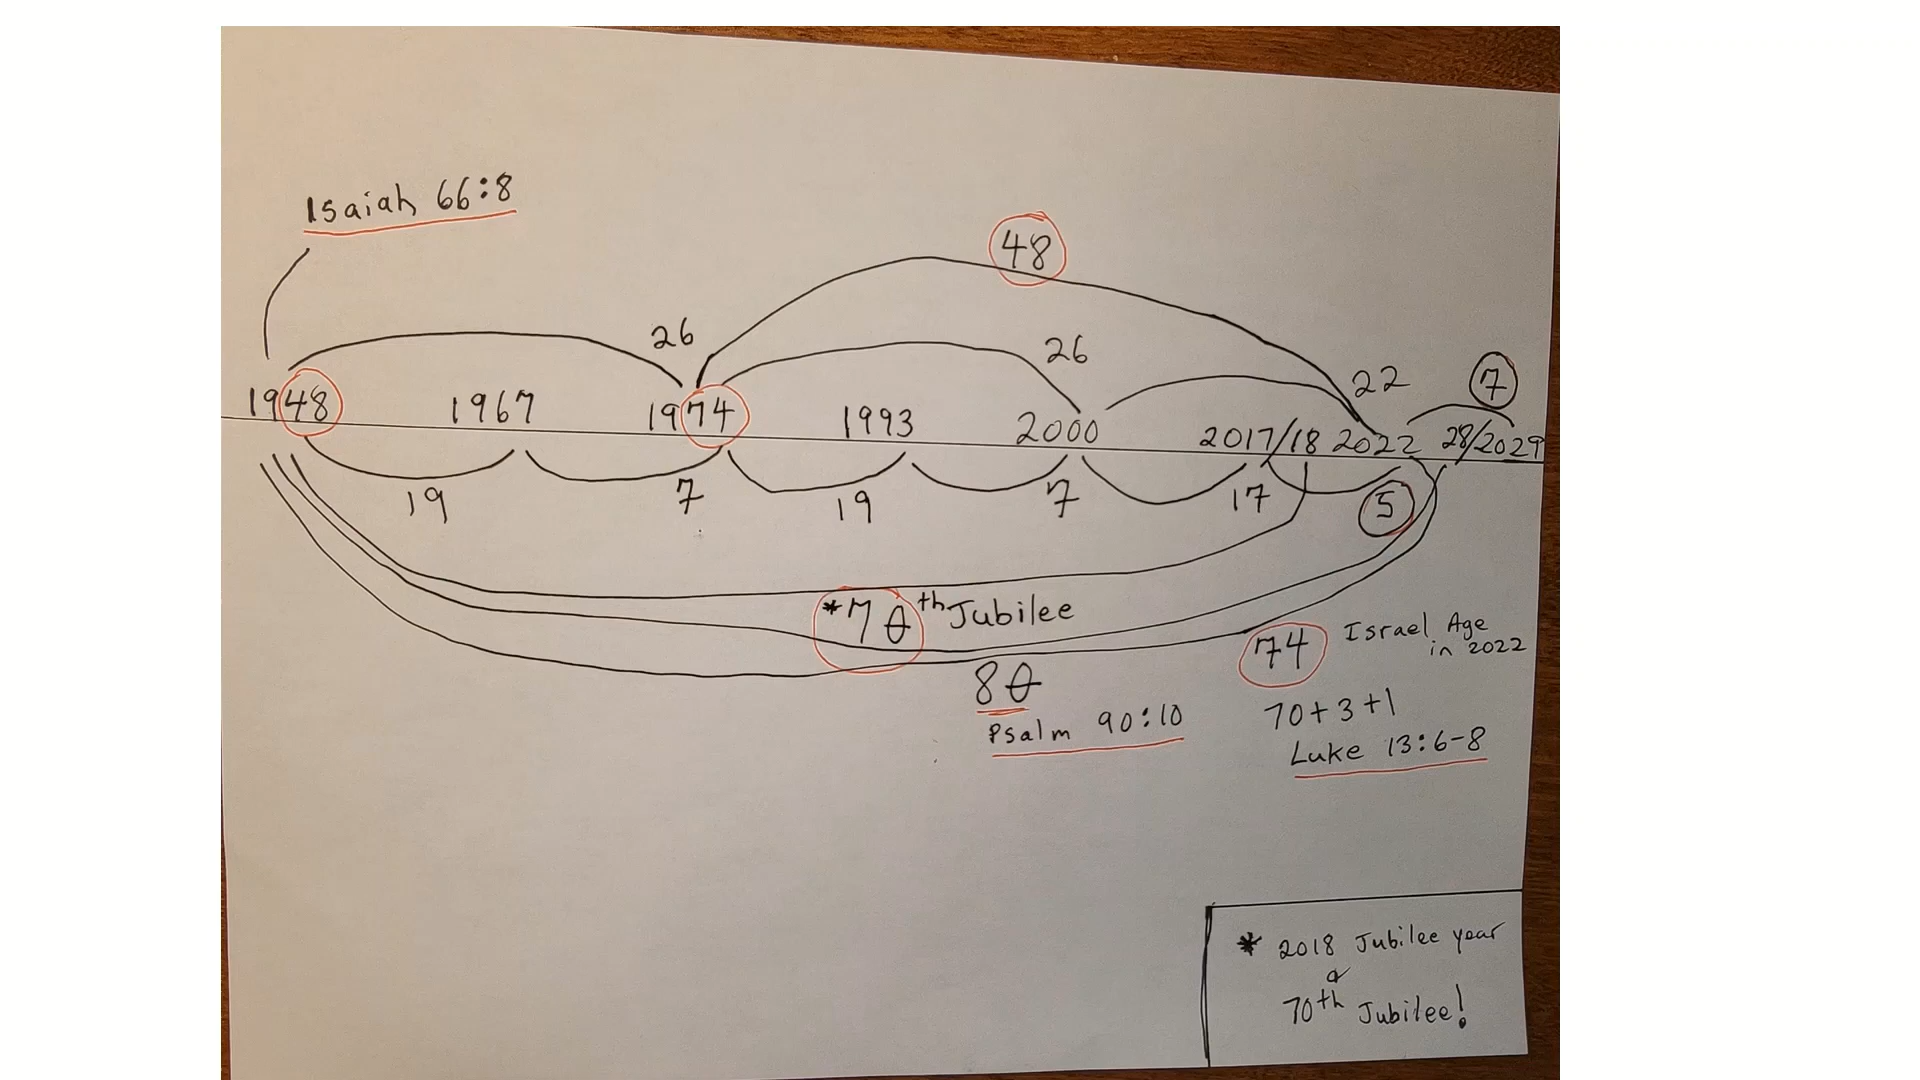 Isaiah 66:8
48
26
26
22
7
1948 1967 1974 1993 2000 2017/18 2022 28/2029
19
7
19
7
17
5
*70th Jubilee
80
Psalm 90:10
74 Israel Age
in 2022
70+3+1
Luke 13:6-8
* 2018 Jubilee year
70th Jubilee!